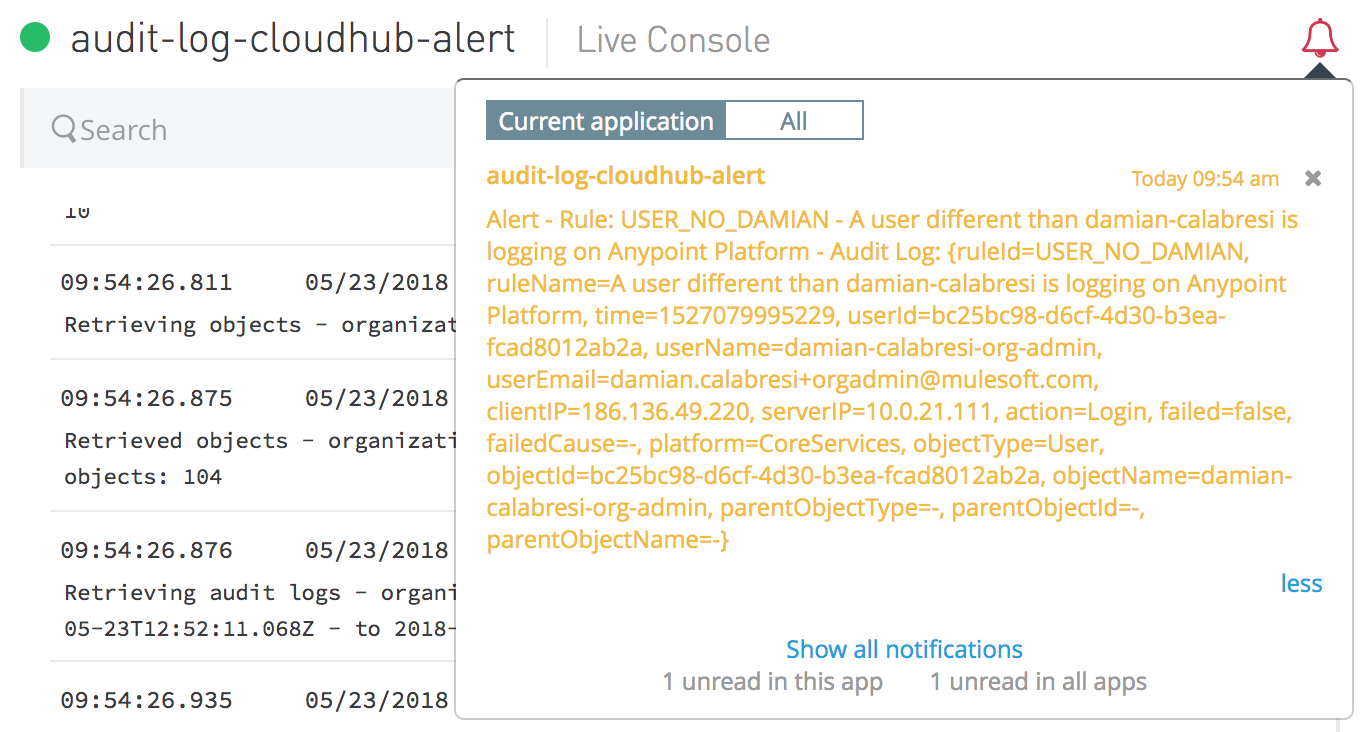 audit-log-cloudhub-alert
Live Console
Search
10
09:54:26.811 05/23/2018
Retrieving objects - organizat
09:54:26.875 05/23/2018
Retrieved objects - organizati
objects: 104
09:54:26.876 05/23/2018
Retrieving audit logs - organi
05-23T12:52:11.068Z - to 2018-
09:54:26.935 05/23/2018
Current application
All
audit-log-cloudhub-alert
Today 09:54 am
Alert - Rule: USER_NO_DAMIAN - A user different than damian-calabresi is
logging on Anypoint Platform - Audit Log: {ruleId=USER_NO_DAMIAN,
ruleName=A user different than damian-calabresi is logging on Anypoint
Platform, time=1527079995229, userId=bc25bc98-d6cf-4d30-b3ea-
fcad8012ab2a, userName=damian-calabresi-org-admin,
userEmail=damian.calabresi+orgadmin@mulesoft.com,
clientIP=186.136.49.220, serverIP=10.0.21.111, action=Login, failed=false,
failedCause=-, platform=CoreServices, objectType=User,
objectId=bc25bc98-d6cf-4d30-b3ea-fcad8012ab2a, objectName=damian-
calabresi-org-admin, parentObjectType=-, parentObjectId=-,
parentObjectName=-}
less
Show all notifications
1 unread in this app
1 unread in all apps